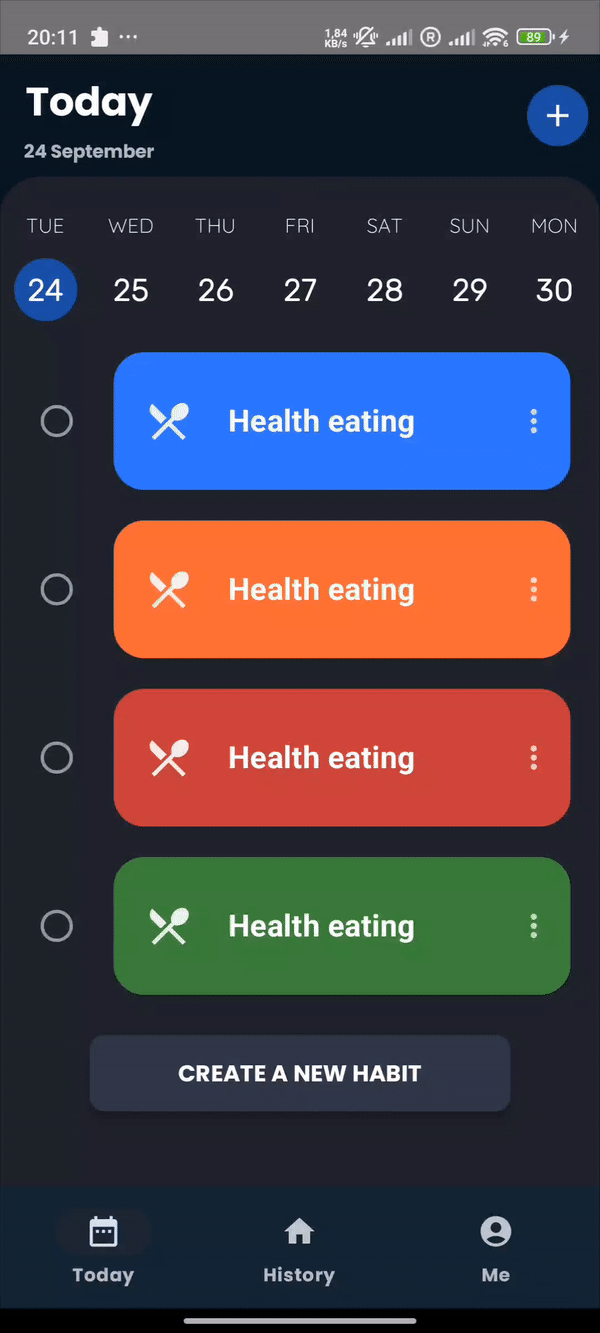 20:11 ... 1,84 KB/s R 6 89
Today
24 September
TUE WED THU FRI SAT SUN MON
24 25 26 27 28 29 30
Health eating
Health eating
Health eating
Health eating
CREATE A NEW HABIT
Today History Me